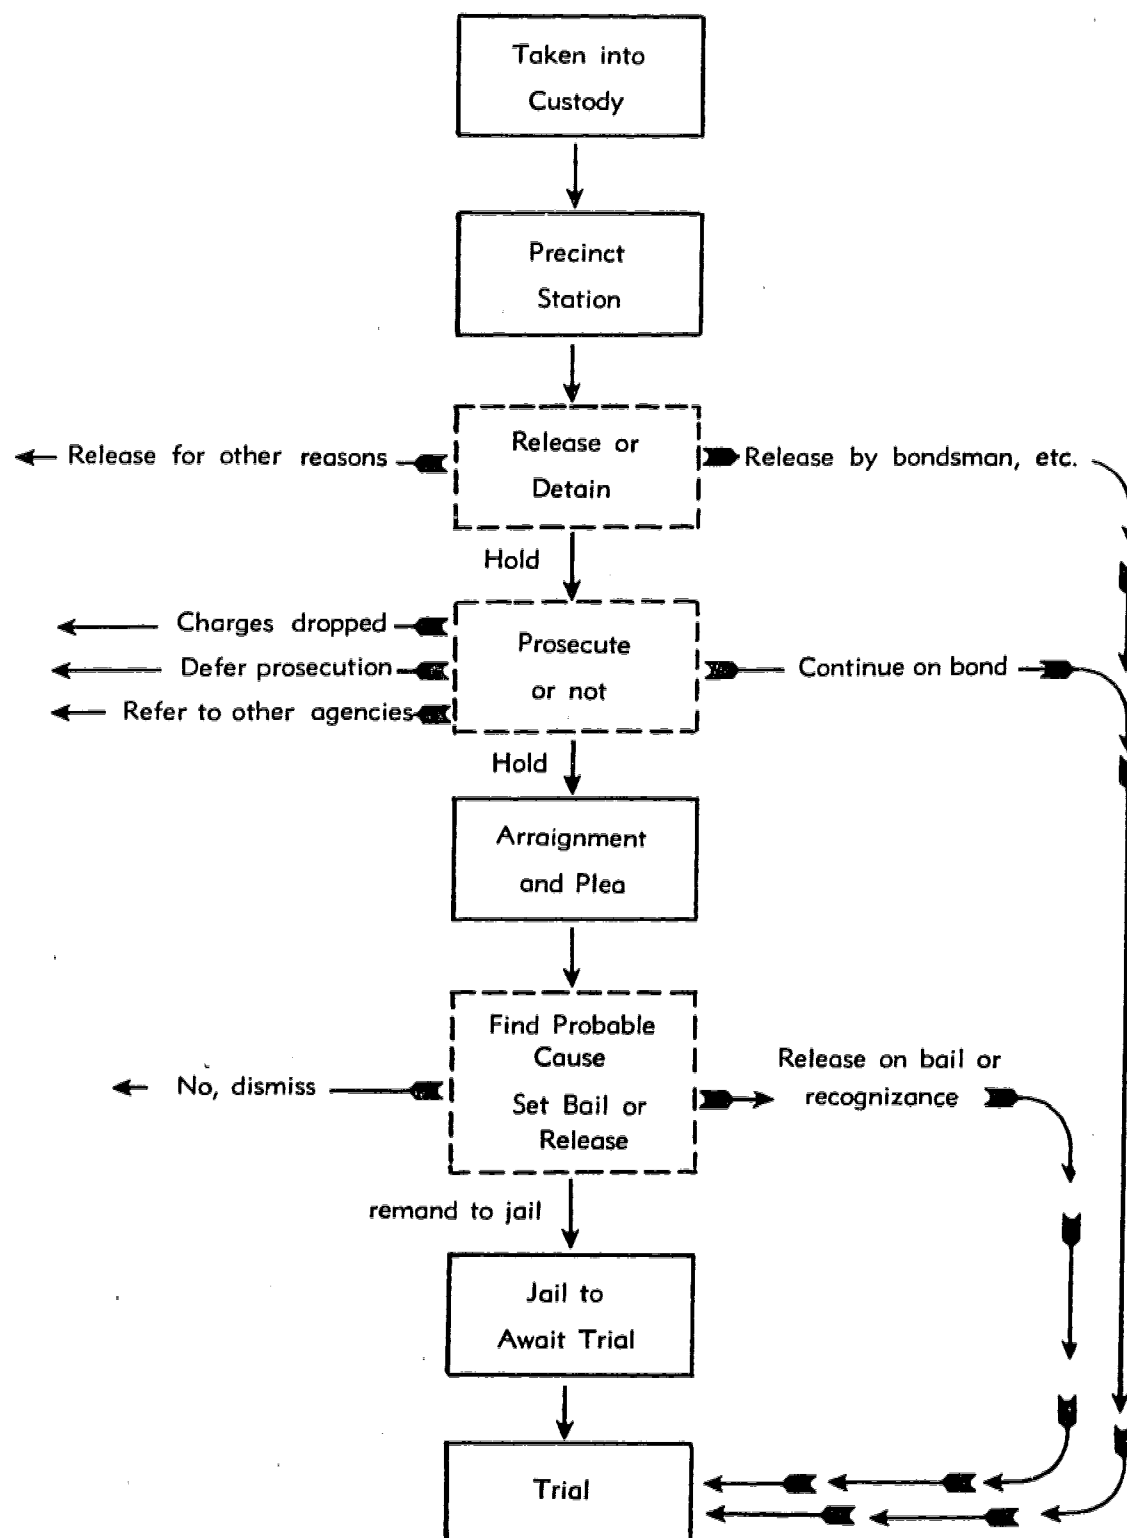 Taken into
Custody
Precinct
Station
Release for other reasons
Release or
Detain
Release by bondsman, etc.
Hold
Charges dropped
Defer prosecution
Refer to other agencies
Prosecute
or not
Continue on bond
Hold
Arraignment
and Plea
No, dismiss
Find Probable
Cause
Set Bail or
Release
Release on bail or
recognizance
remand to jail
Jail to
Await Trial
Trial